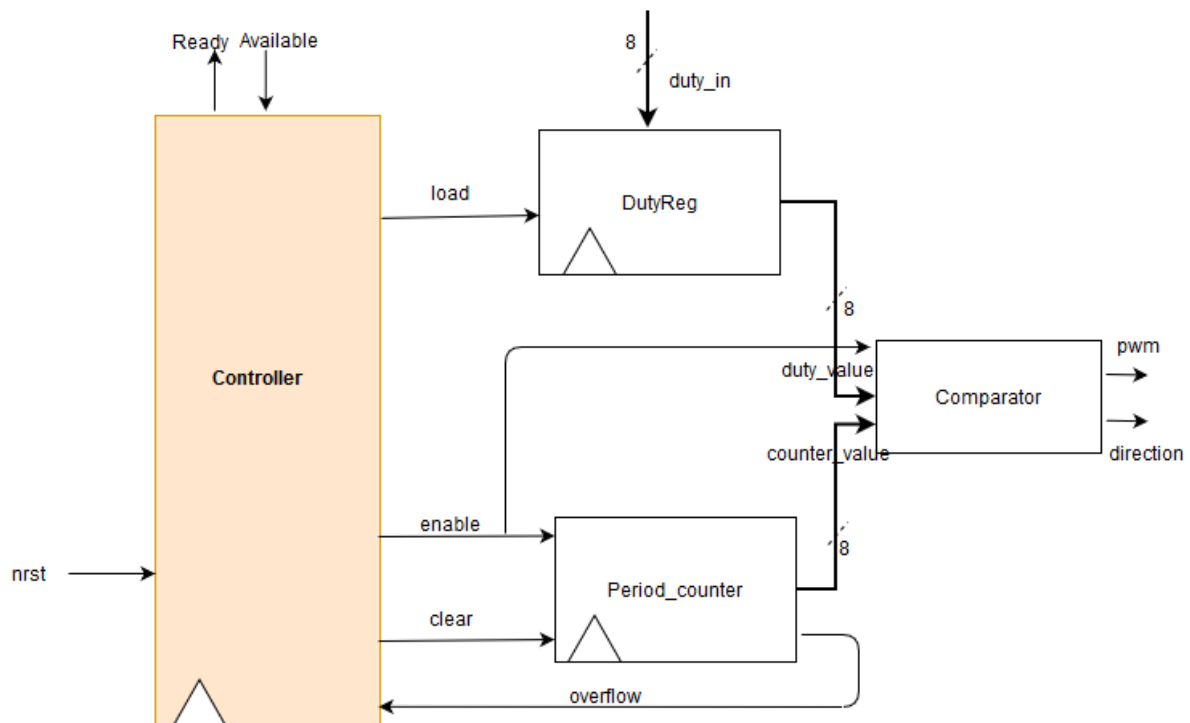 Ready
Available
8
duty_in
load
DutyReg
8
pwm
Controller
duty_value
Comparator
counter_value
direction
enable
8
nrst
Period_counter
clear
overflow